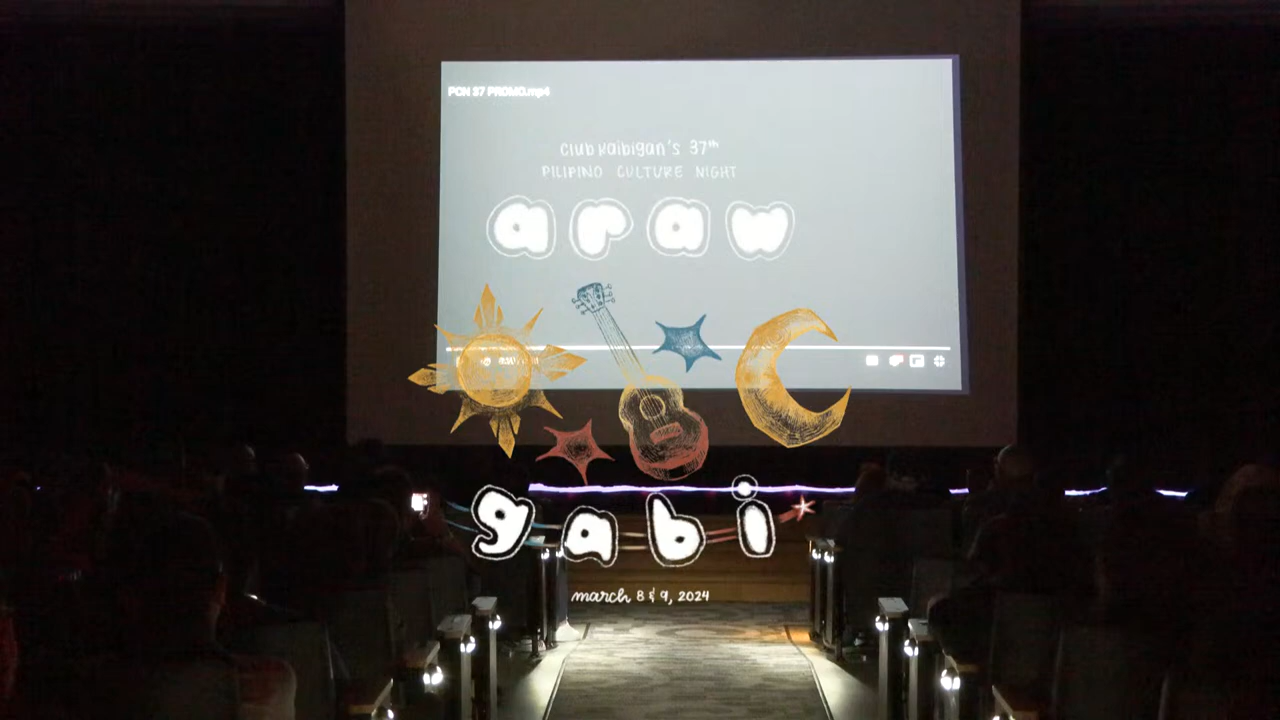 PCN 37 PROMO.mp4
Club Kaibigan's 37th
PILIPINO CULTURE NIGHT
araw
gabi
march 8 & 9, 2024